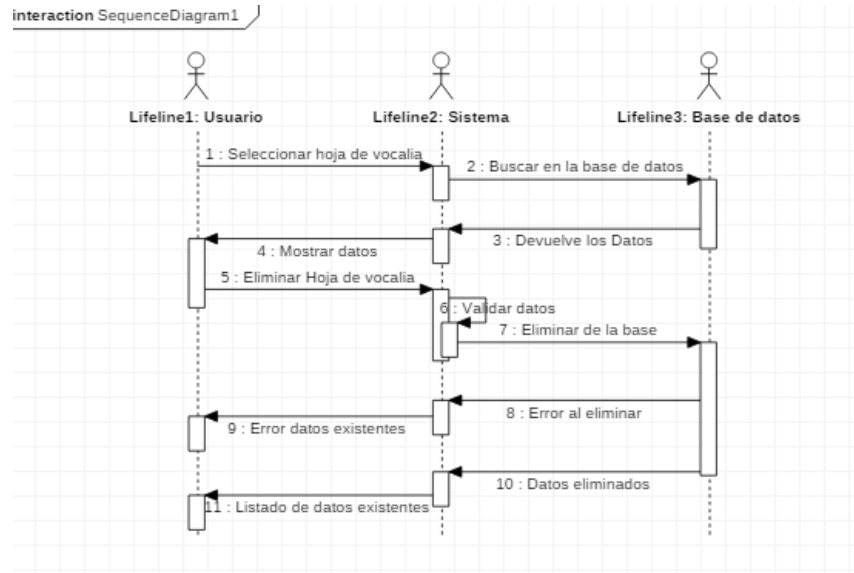 interaction SequenceDiagram1
Lifeline1: Usuario
Lifeline2: Sistema
Lifeline3: Base de datos
1 : Seleccionar hoja de vocalia
2 : Buscar en la base de datos
3 : Devuelve los Datos
4 : Mostrar datos
5 : Eliminar Hoja de vocalia
6 : Validar datos
7 : Eliminar de la base
8 : Error al eliminar
9 : Error datos existentes
10 : Datos eliminados
11 : Listado de datos existentes